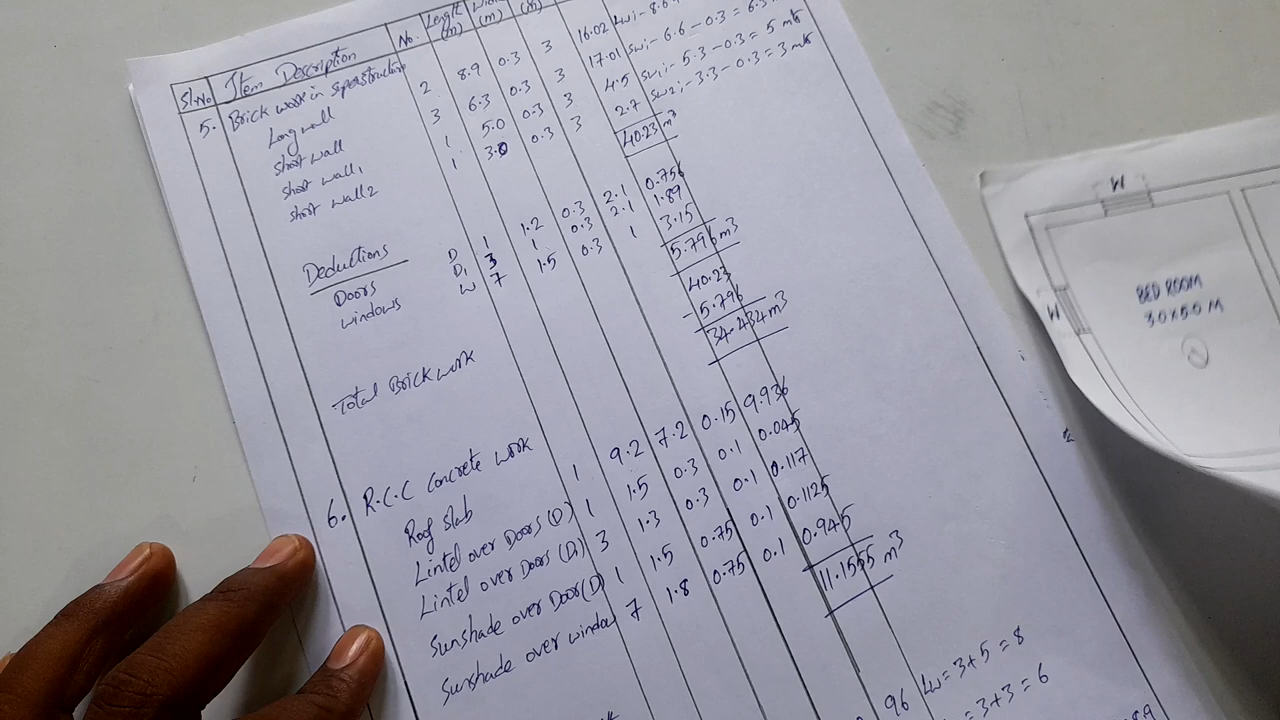 Sl.No Item Description No. Length (m) (m) (m)
5. Brick work in superstructure
Long wall 2 8.9 0.3 3 16.02
short wall 3 6.3 0.3 3 17.01 SW:- 6.6 - 0.3 = 6.3
short wall1 1 5.0 0.3 3 4.5 SW1:- 5.3 - 0.3 = 5 mts
short wall2 1 3.0 0.3 3 2.7 SW2:- 3.3 - 0.3 = 3 mts
40.23 m3
Deductions
Doors D 1 1.2 0.3 2.1 0.756
D1 3 1 0.3 2.1 1.89
windows W 7 1.5 0.3 1 3.15
5.796 m3
40.23
- 5.796
Total Brick work 34.434 m3
6. R.C.C concrete work
Roof slab 1 9.2 7.2 0.15 9.936
Lintel over Doors (D) 1 1.5 0.3 0.1 0.045
Lintel over Doors (D1) 3 1.3 0.3 0.1 0.117
Sunshade over Door (D) 1 1.5 0.75 0.1 0.1125
Sunshade over window 7 1.8 0.75 0.1 0.945
11.1555 m3
96 LW = 3+5 = 8
= 3+3 = 6
W
W
BED ROOM
3.0 X 5.0 M